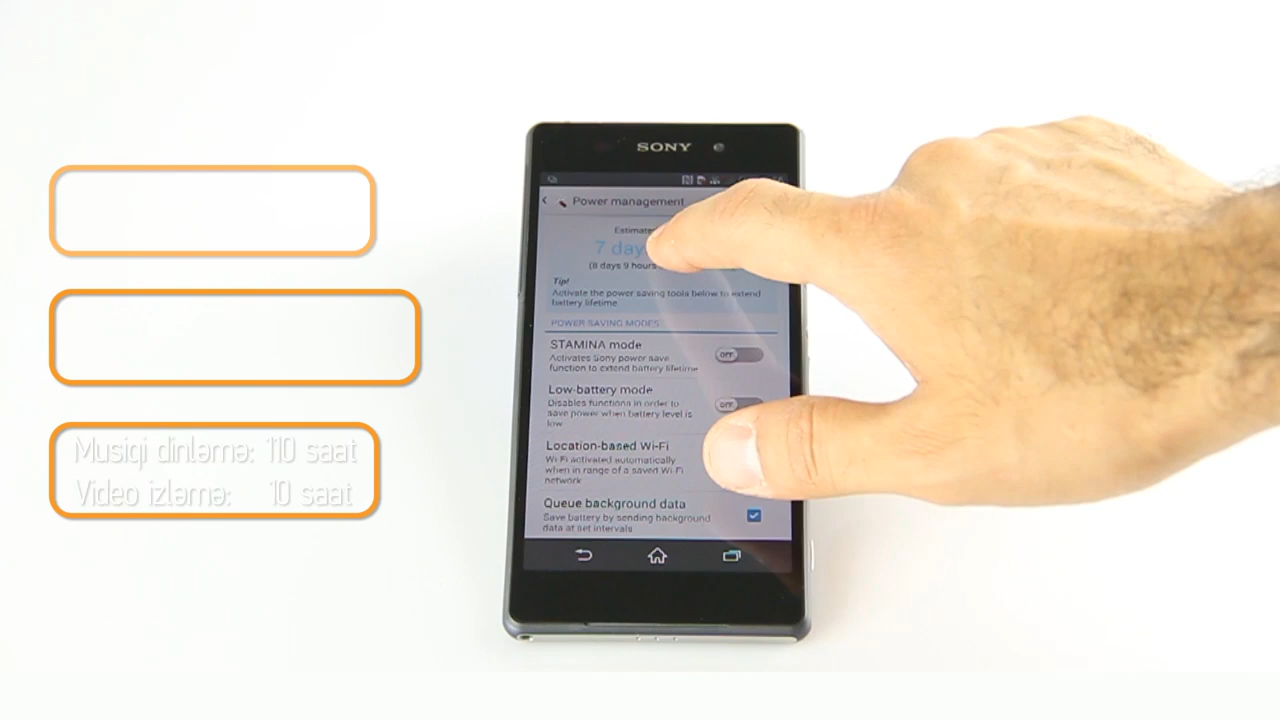 SONY
Power management
Estimated
7 days
(8 days 9 hours
Tip!
Activate the power saving tools below to extend
battery lifetime
POWER SAVING MODES
STAMINA mode
Activates Sony power save
function to extend battery lifetime
OFF
Low-battery mode
Disables functions in order to
save power when battery level is
low
OFF
Location-based Wi-Fi
Wi-Fi activated automatically
when in range of a saved Wi-Fi
network
Queue background data
Save battery by sending background
data at set intervals
Musiqi dinləmə: 110 saat
Video izləmə: 10 saat